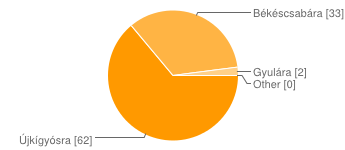 Békéscsabára [33]
Gyulára [2]
Other [0]
Újkígyósra [62]